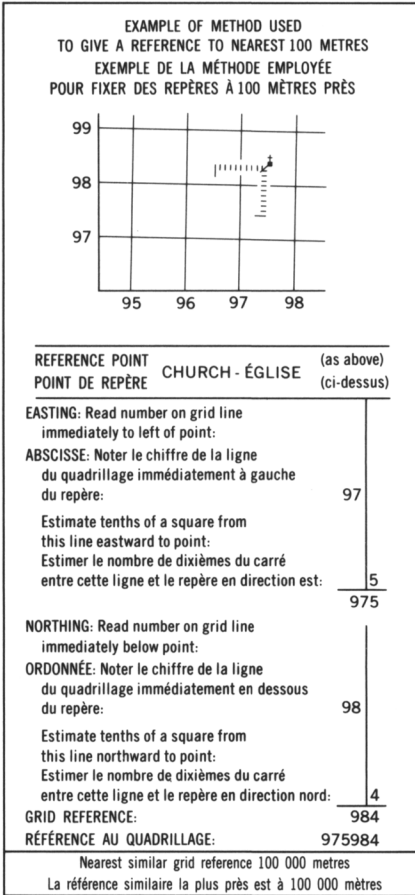 EXAMPLE OF METHOD USED
TO GIVE A REFERENCE TO NEAREST 100 METRES
EXEMPLE DE LA MÉTHODE EMPLOYÉE
POUR FIXER DES REPÈRES À 100 MÈTRES PRÈS
99
98
97
95 96 97 98
REFERENCE POINT CHURCH - ÉGLISE (as above)
POINT DE REPÈRE (ci-dessus)
EASTING: Read number on grid line
immediately to left of point:
ABSCISSE: Noter le chiffre de la ligne
du quadrillage immédiatement à gauche
du repère: 97
Estimate tenths of a square from
this line eastward to point:
Estimer le nombre de dixièmes du carré
entre cette ligne et le repère en direction est: 5
975
NORTHING: Read number on grid line
immediately below point:
ORDONNÉE: Noter le chiffre de la ligne
du quadrillage immédiatement en dessous
du repère: 98
Estimate tenths of a square from
this line northward to point:
Estimer le nombre de dixièmes du carré
entre cette ligne et le repère en direction nord: 4
GRID REFERENCE: 984
RÉFÉRENCE AU QUADRILLAGE: 975984
Nearest similar grid reference 100 000 metres
La référence similaire la plus près est à 100 000 mètres